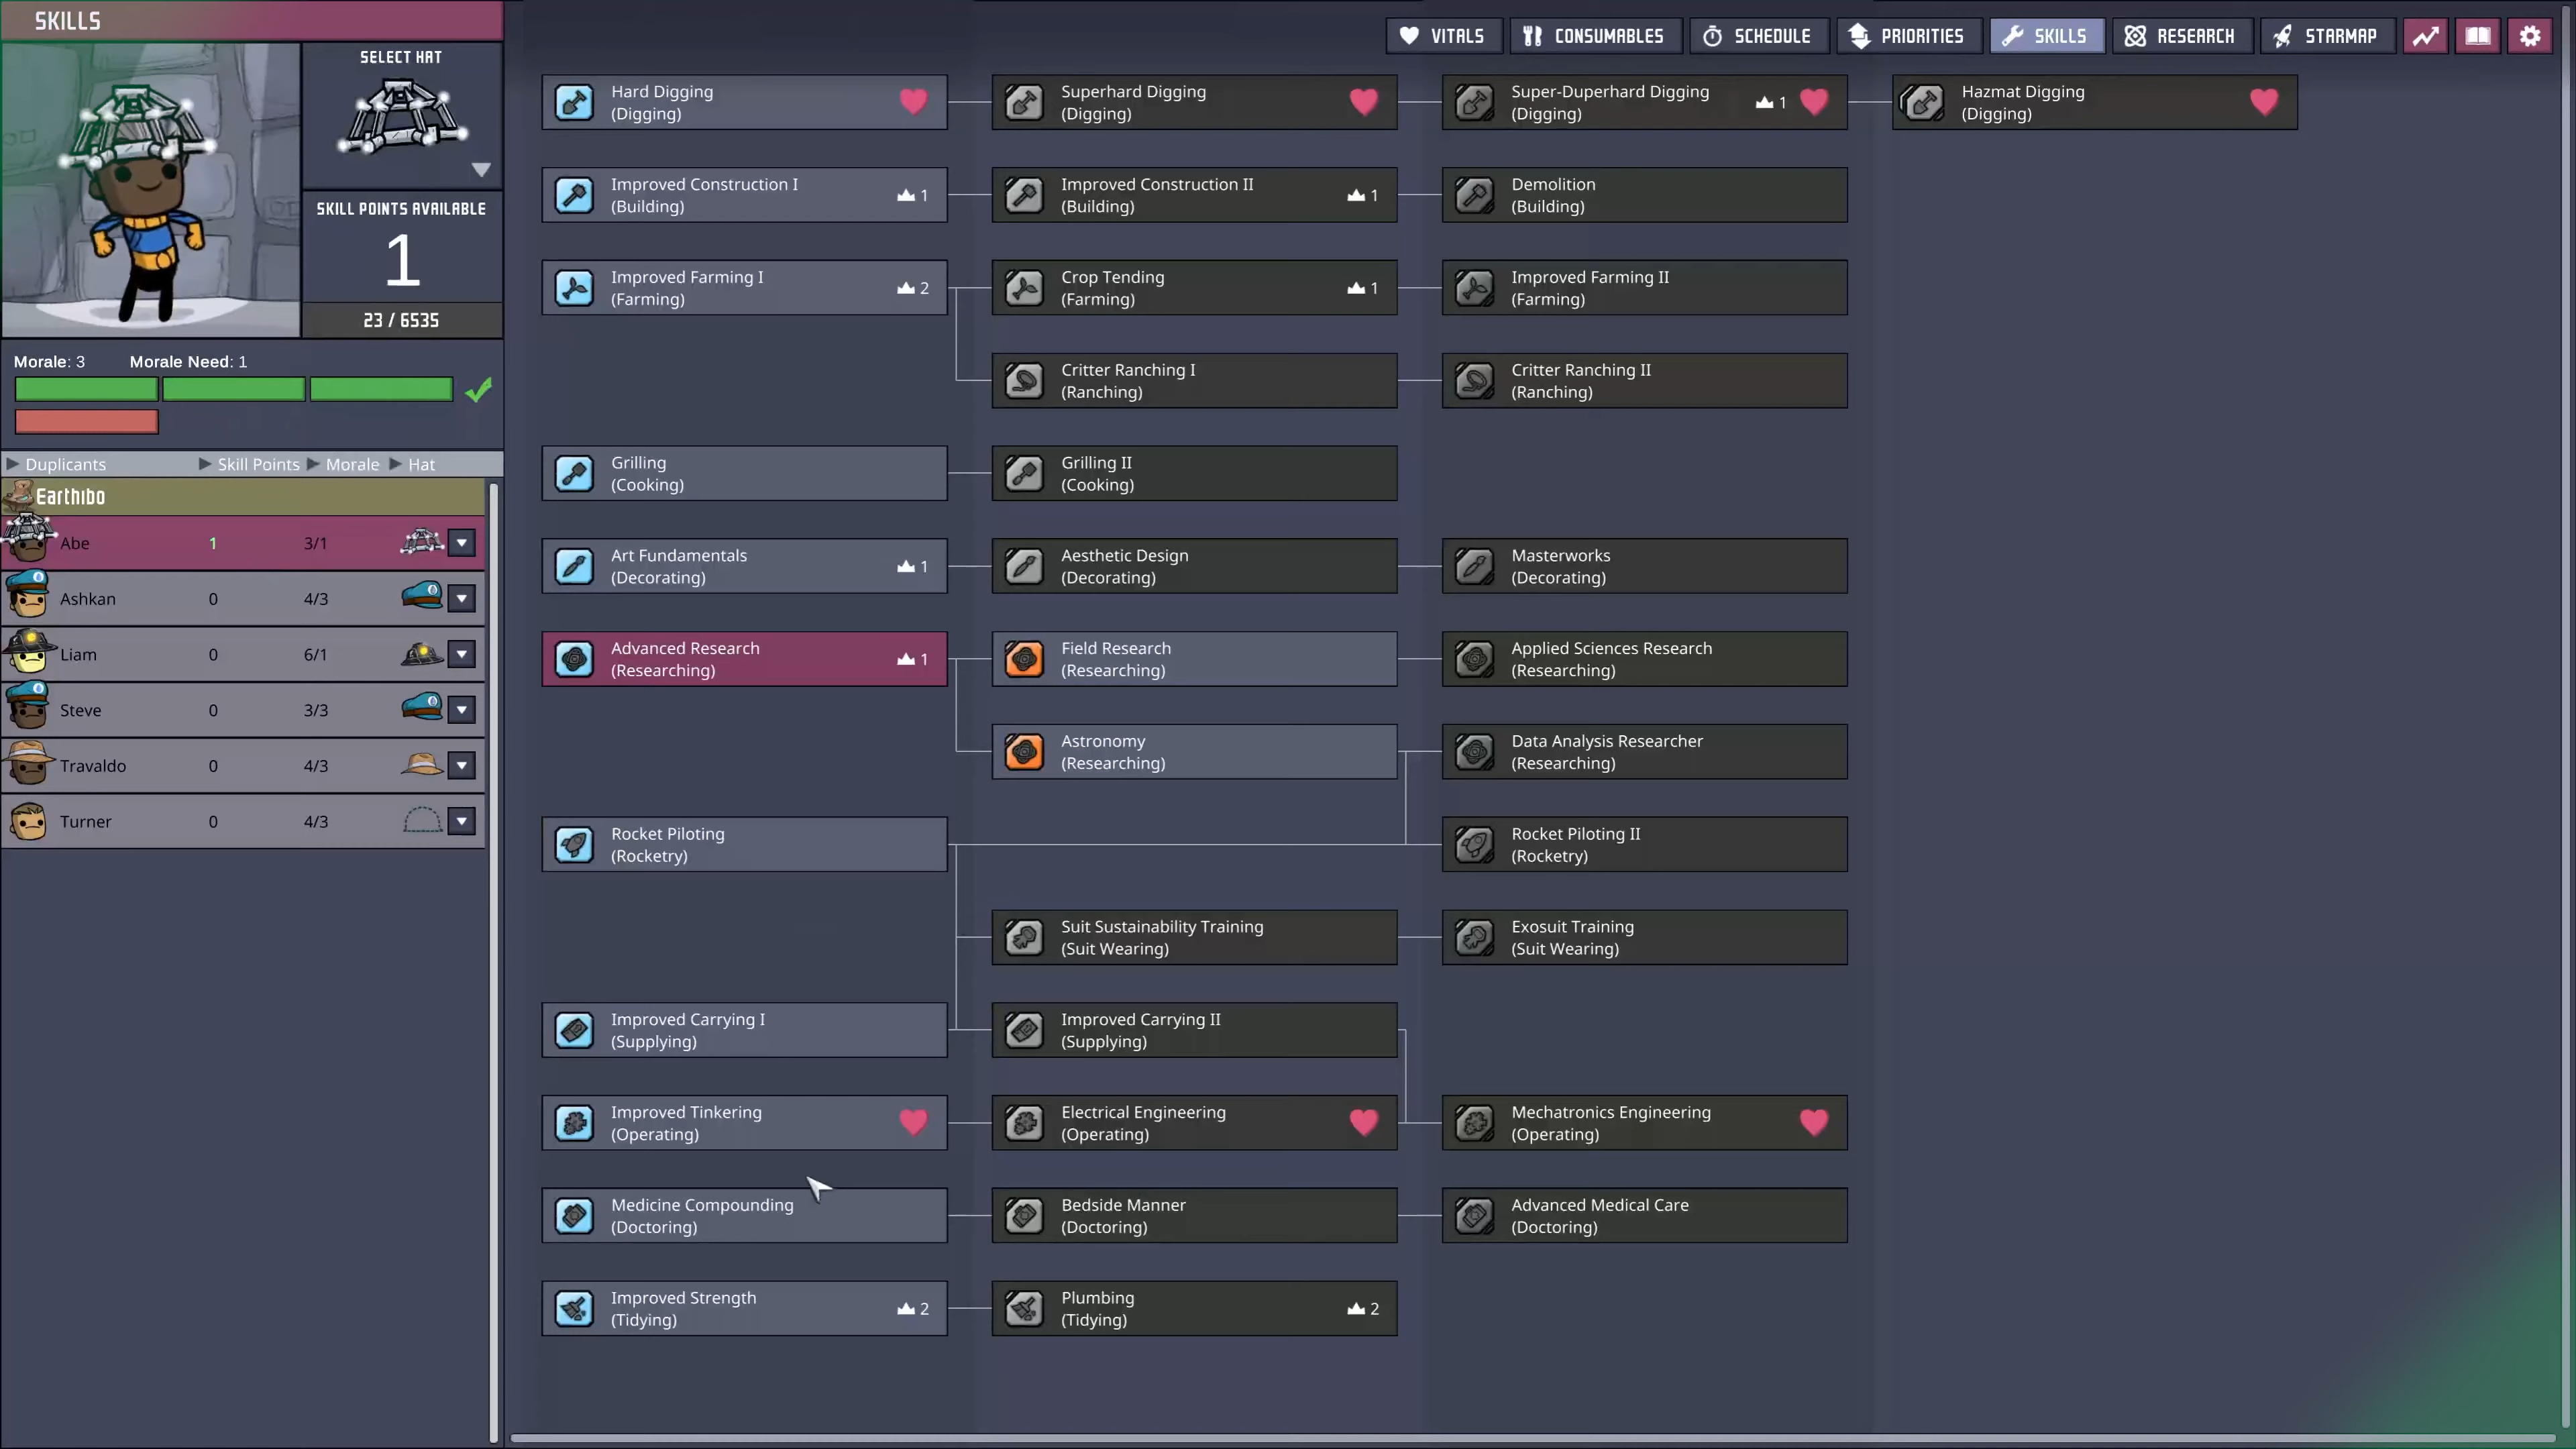 SKILLS
VITALS
CONSUMABLES
SCHEDULE
PRIORITIES
SKILLS
RESEARCH
STARMAP
SELECT HAT
SKILL POINTS AVAILABLE
1
23 / 6535
Morale: 3 Morale Need: 1
Duplicants Skill Points Morale Hat
Earthibo
Abe 1 3/1
Ashkan 0 4/3
Liam 0 6/1
Steve 0 3/3
Travaldo 0 4/3
Turner 0 4/3
Hard Digging
(Digging)
Superhard Digging
(Digging)
Super-Duperhard Digging
(Digging)
1
Hazmat Digging
(Digging)
Improved Construction I
(Building)
1
Improved Construction II
(Building)
1
Demolition
(Building)
Improved Farming I
(Farming)
2
Crop Tending
(Farming)
1
Improved Farming II
(Farming)
Critter Ranching I
(Ranching)
Critter Ranching II
(Ranching)
Grilling
(Cooking)
Grilling II
(Cooking)
Art Fundamentals
(Decorating)
1
Aesthetic Design
(Decorating)
Masterworks
(Decorating)
Advanced Research
(Researching)
1
Field Research
(Researching)
Applied Sciences Research
(Researching)
Astronomy
(Researching)
Data Analysis Researcher
(Researching)
Rocket Piloting
(Rocketry)
Rocket Piloting II
(Rocketry)
Suit Sustainability Training
(Suit Wearing)
Exosuit Training
(Suit Wearing)
Improved Carrying I
(Supplying)
Improved Carrying II
(Supplying)
Improved Tinkering
(Operating)
Electrical Engineering
(Operating)
Mechatronics Engineering
(Operating)
Medicine Compounding
(Doctoring)
Bedside Manner
(Doctoring)
Advanced Medical Care
(Doctoring)
Improved Strength
(Tidying)
2
Plumbing
(Tidying)
2